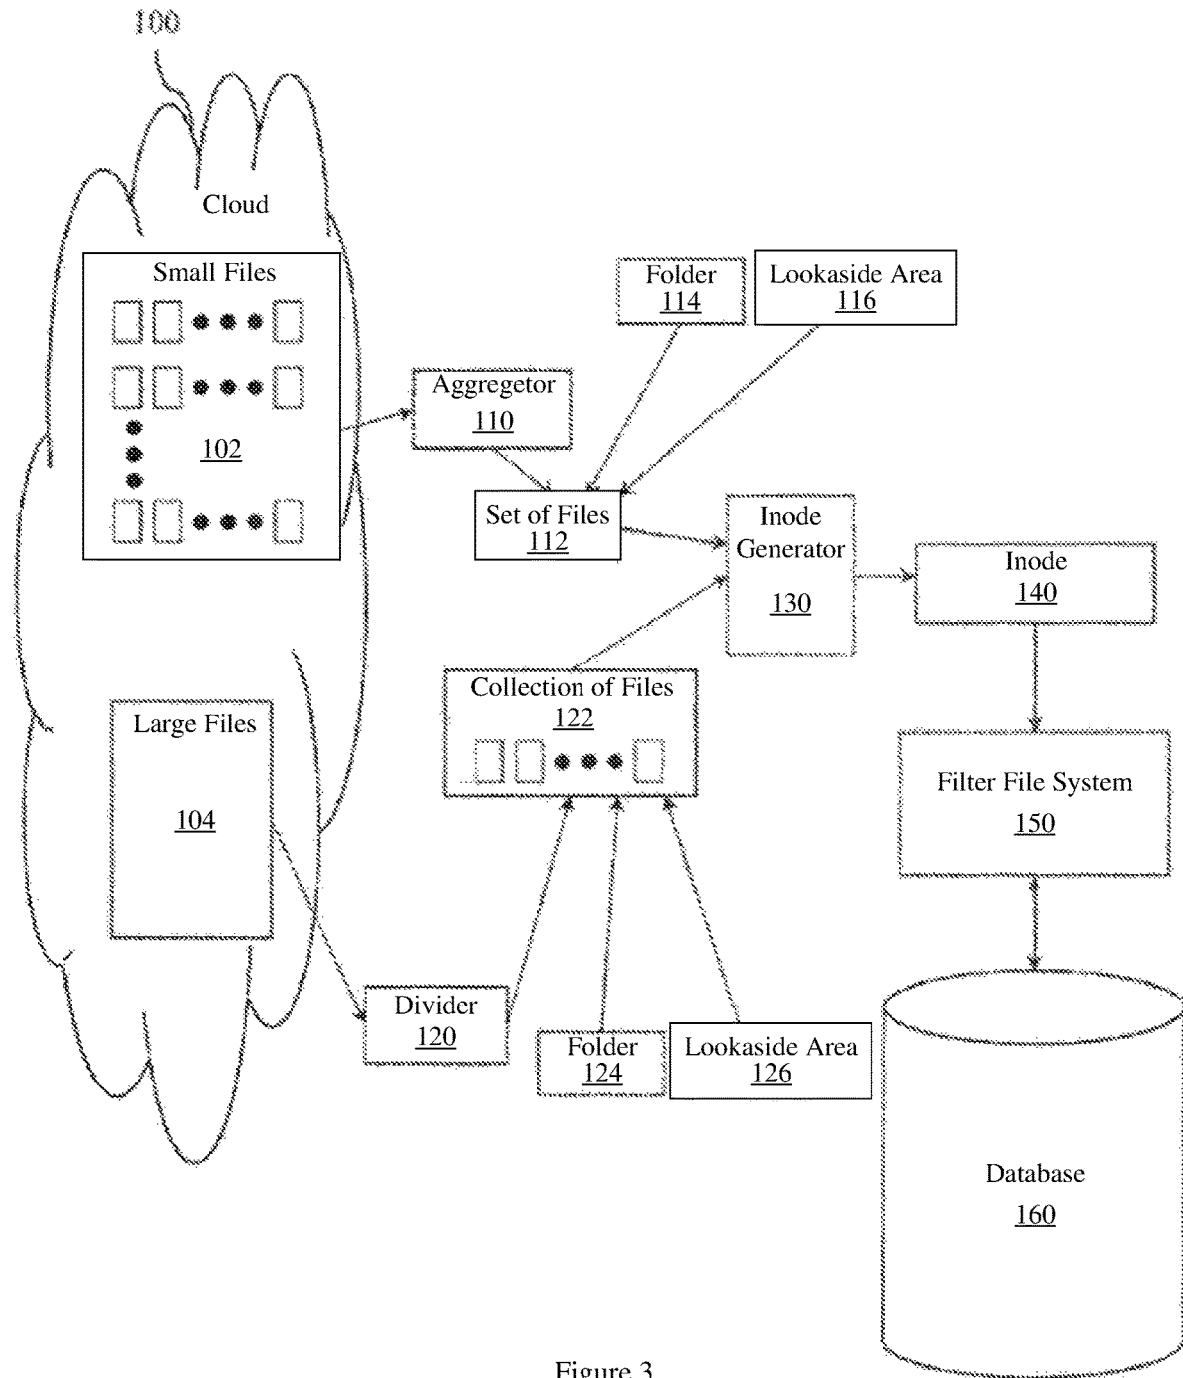 100
Cloud
Small Files
102
Folder
114
Lookaside Area
116
Aggregetor
110
Set of Files
112
Inode
Generator
130
Inode
140
Collection of Files
122
Large Files
104
Filter File System
150
Divider
120
Folder
124
Lookaside Area
126
Database
160
Figure 3